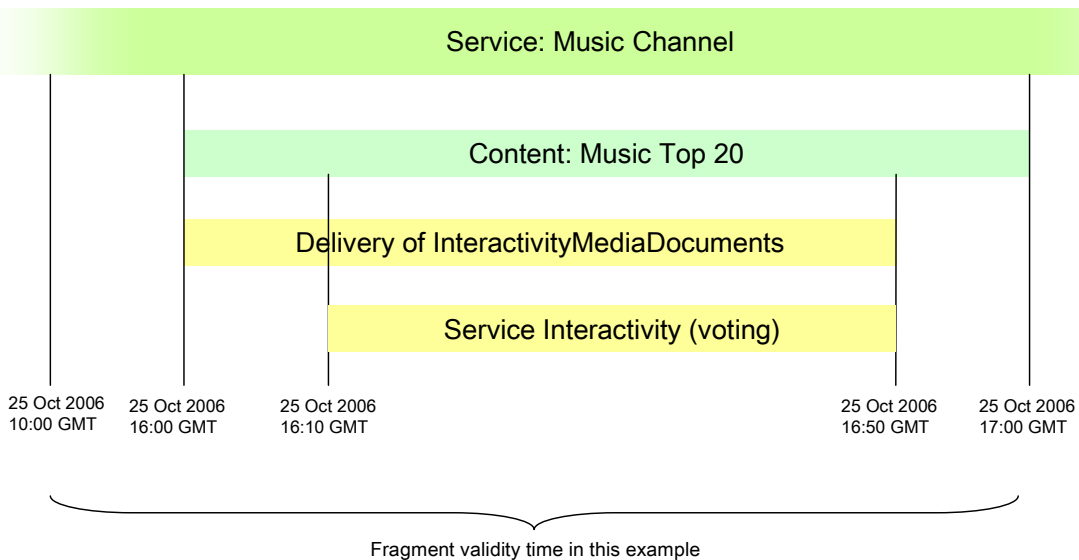 Service: Music Channel
Content: Music Top 20
Delivery of InteractivityMediaDocuments
Service Interactivity (voting)
25 Oct 2006
10:00 GMT
25 Oct 2006
16:00 GMT
25 Oct 2006
16:10 GMT
25 Oct 2006
16:50 GMT
25 Oct 2006
17:00 GMT
Fragment validity time in this example